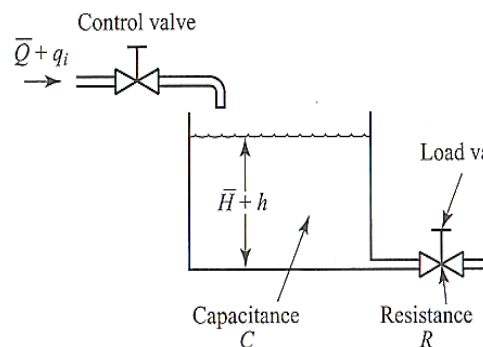 Control valve
Q̄ + qᵢ
Load va
H̄ + h
Capacitance
C
Resistance
R